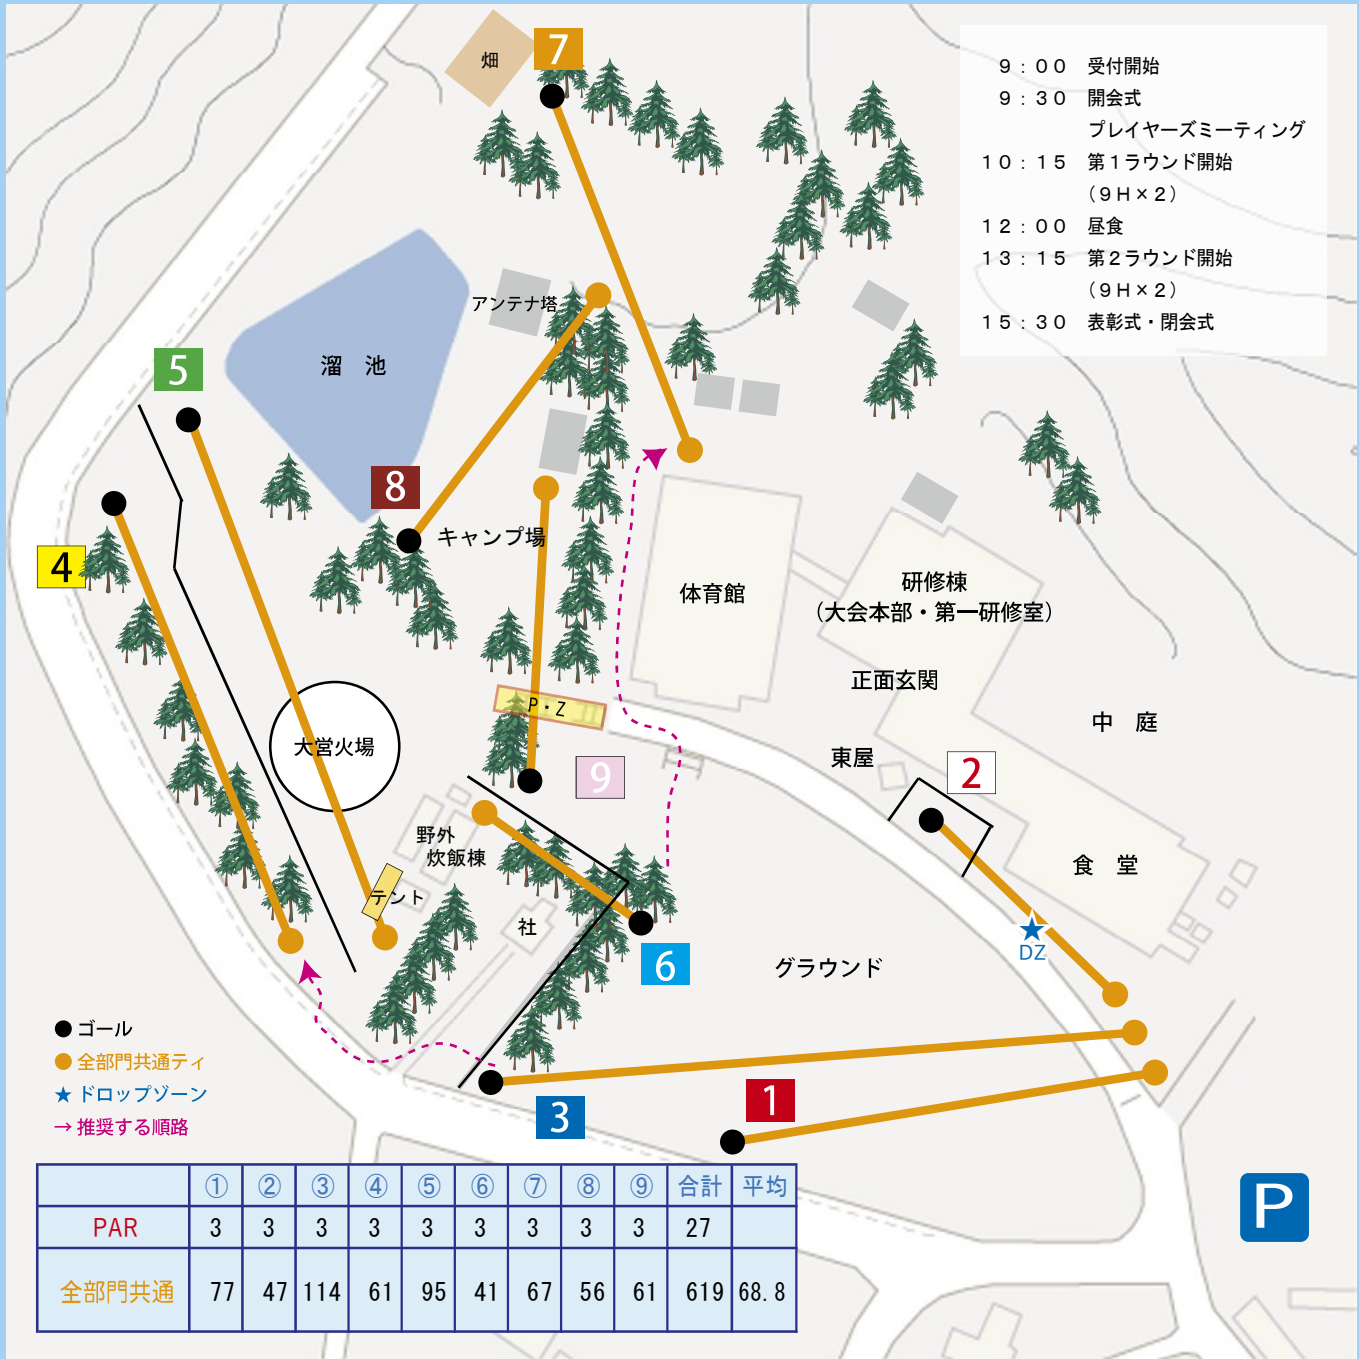 畑
7
９：００　受付開始
９：３０　開会式
プレイヤーズミーティング
１０：１５　第１ラウンド開始
（９Ｈ×２）
１２：００　昼食
１３：１５　第２ラウンド開始
（９Ｈ×２）
１５：３０　表彰式・閉会式
アンテナ塔
溜　池
5
8
キャンプ場
4
体育館
研修棟
（大会本部・第一研修室）
正面玄関
P・Z
中　庭
大営火場
東屋
2
9
野外
炊飯棟
食　堂
テント
社
DZ
6
グラウンド
ゴール
全部門共通ティ
★ドロップゾーン
→推奨する順路
1
3
① ② ③ ④ ⑤ ⑥ ⑦ ⑧ ⑨ 合計 平均
PAR 3 3 3 3 3 3 3 3 3 27
全部門共通 77 47 114 61 95 41 67 56 61 619 68.8
P